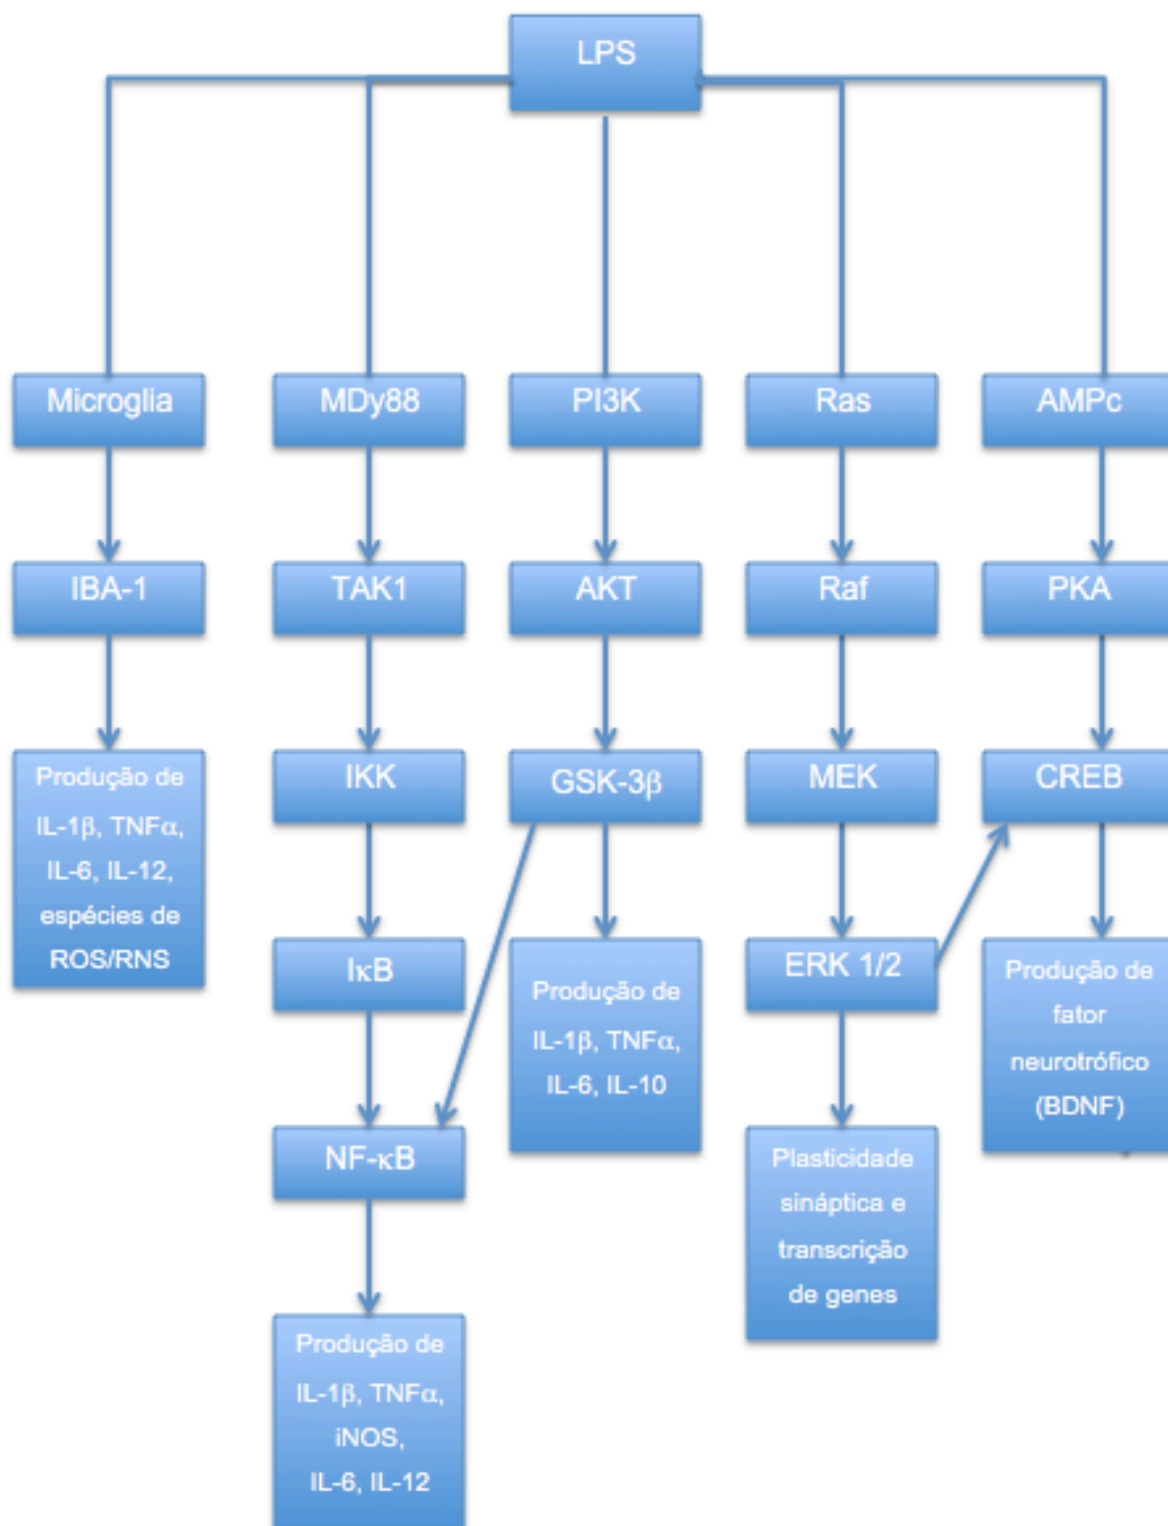 LPS
Microglia
MDy88
PI3K
Ras
AMPc
IBA-1
TAK1
AKT
Raf
PKA
Produção de
IL-1β, TNFα,
IL-6, IL-12,
espécies de
ROS/RNS
IKK
GSK-3β
MEK
CREB
IκB
Produção de
IL-1β, TNFα,
IL-6, IL-10
ERK 1/2
Produção de
fator
neurotrófico
(BDNF)
NF-κB
Plasticidade
sináptica e
transcrição
de genes
Produção de
IL-1β, TNFα,
iNOS,
IL-6, IL-12